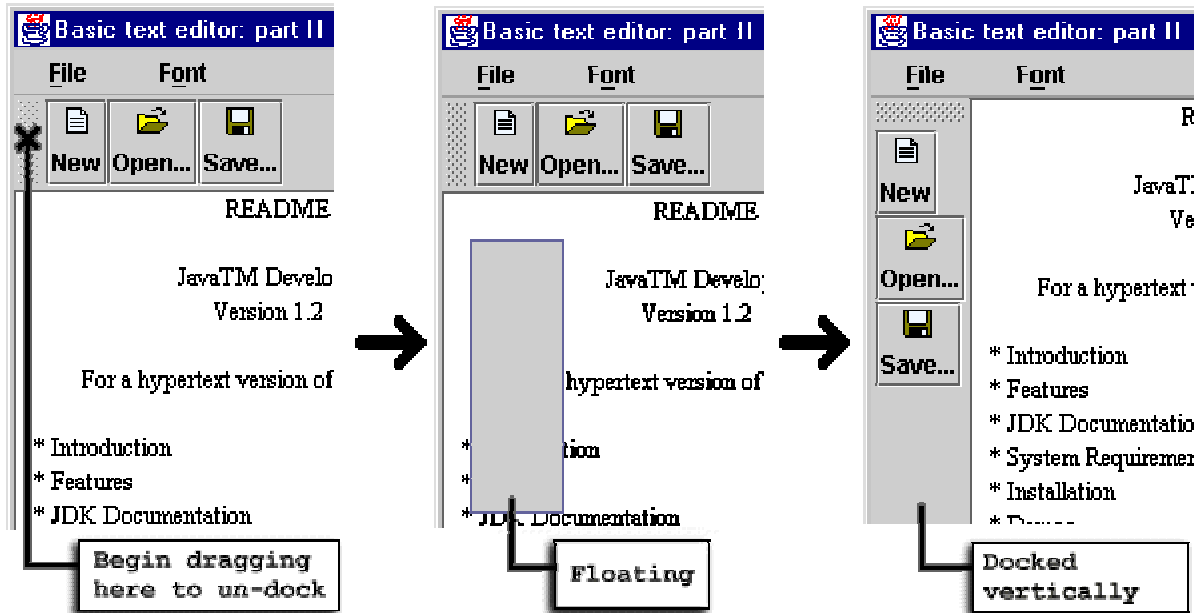 Basic text editor: part II
File Font
New Open... Save...
README
JavaTM Develo
Version 1.2
For a hypertext version of
* Introduction
* Features
* JDK Documentation
Begin dragging
here to un-dock
Basic text editor: part II
File Font
New Open... Save...
README
JavaTM Develo
Version 1.2
hypertext version of
* tion
*
* JDK Documentation
Floating
Basic text editor: part II
File Font
New
Open...
Save...
R
JavaT
Ve
For a hypertext
* Introduction
* Features
* JDK Documentatio
* System Requiremen
* Installation
Docked
vertically